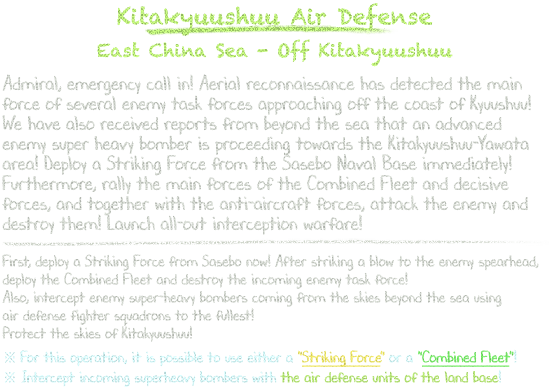 Kitakyuushuu Air Defense
East China Sea - Off Kitakyuushuu
Admiral, emergency call in! Aerial reconnaissance has detected the main
force of several enemy task forces approaching off the coast of Kyuushuu!
We have also received reports from beyond the sea that an advanced
enemy super heavy bomber is proceeding towards the Kitakyuushuu-Yawata
area! Deploy a Striking Force from the Sasebo Naval Base immediately!
Furthermore, rally the main forces of the Combined Fleet and decisive
forces, and together with the anti-aircraft forces, attack the enemy and
destroy them! Launch all-out interception warfare!
First, deploy a Striking Force from Sasebo now! After striking a blow to the enemy spearhead,
deploy the Combined Fleet and destroy the incoming enemy task force!
Also, intercept enemy super-heavy bombers coming from the skies beyond the sea using
air defense fighter squadrons to the fullest!
Protect the skies of Kitakyuushuu!
※ For this operation, it is possible to use either a "Striking Force" or a "Combined Fleet"!
※ Intercept incoming superheavy bombers with the air defense units of the land base!